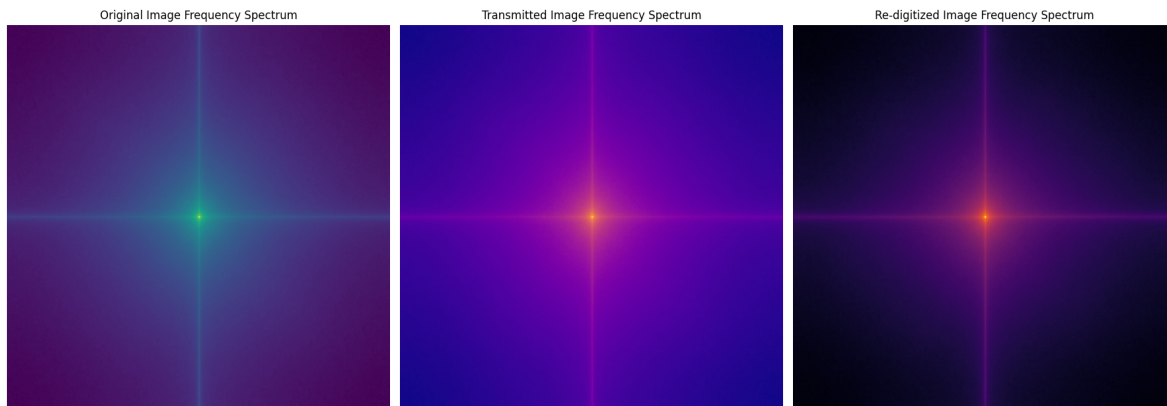 Original Image Frequency Spectrum
Transmitted Image Frequency Spectrum
Re-digitized Image Frequency Spectrum